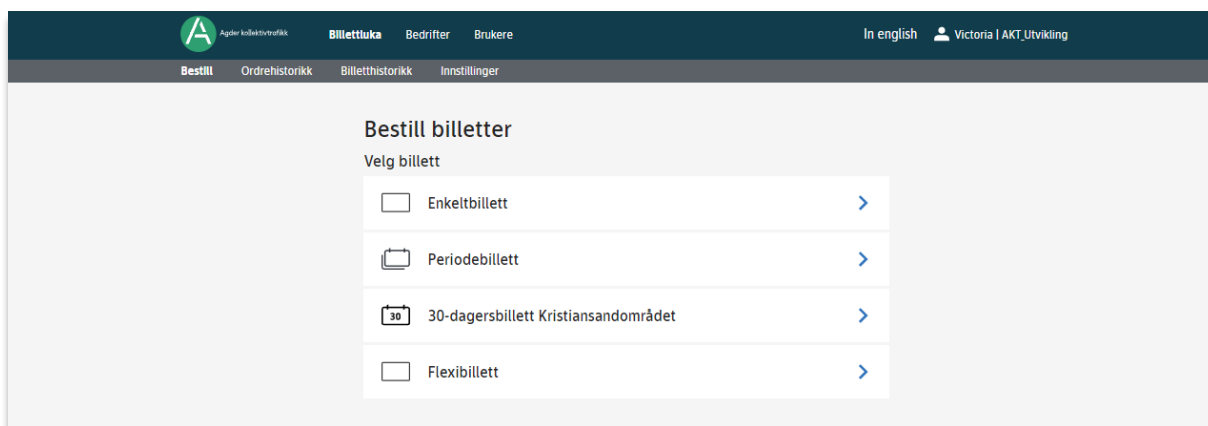 Agder kollektivtrafikk Billettluka Bedrifter Brukere In english Victoria | AKT_Utvikling
Bestill Ordrehistorikk Billetthistorikk Innstillinger
Bestill billetter
Velg billett
Enkeltbillett
Periodebillett
30 30-dagersbillett Kristiansandområdet
Flexibillett